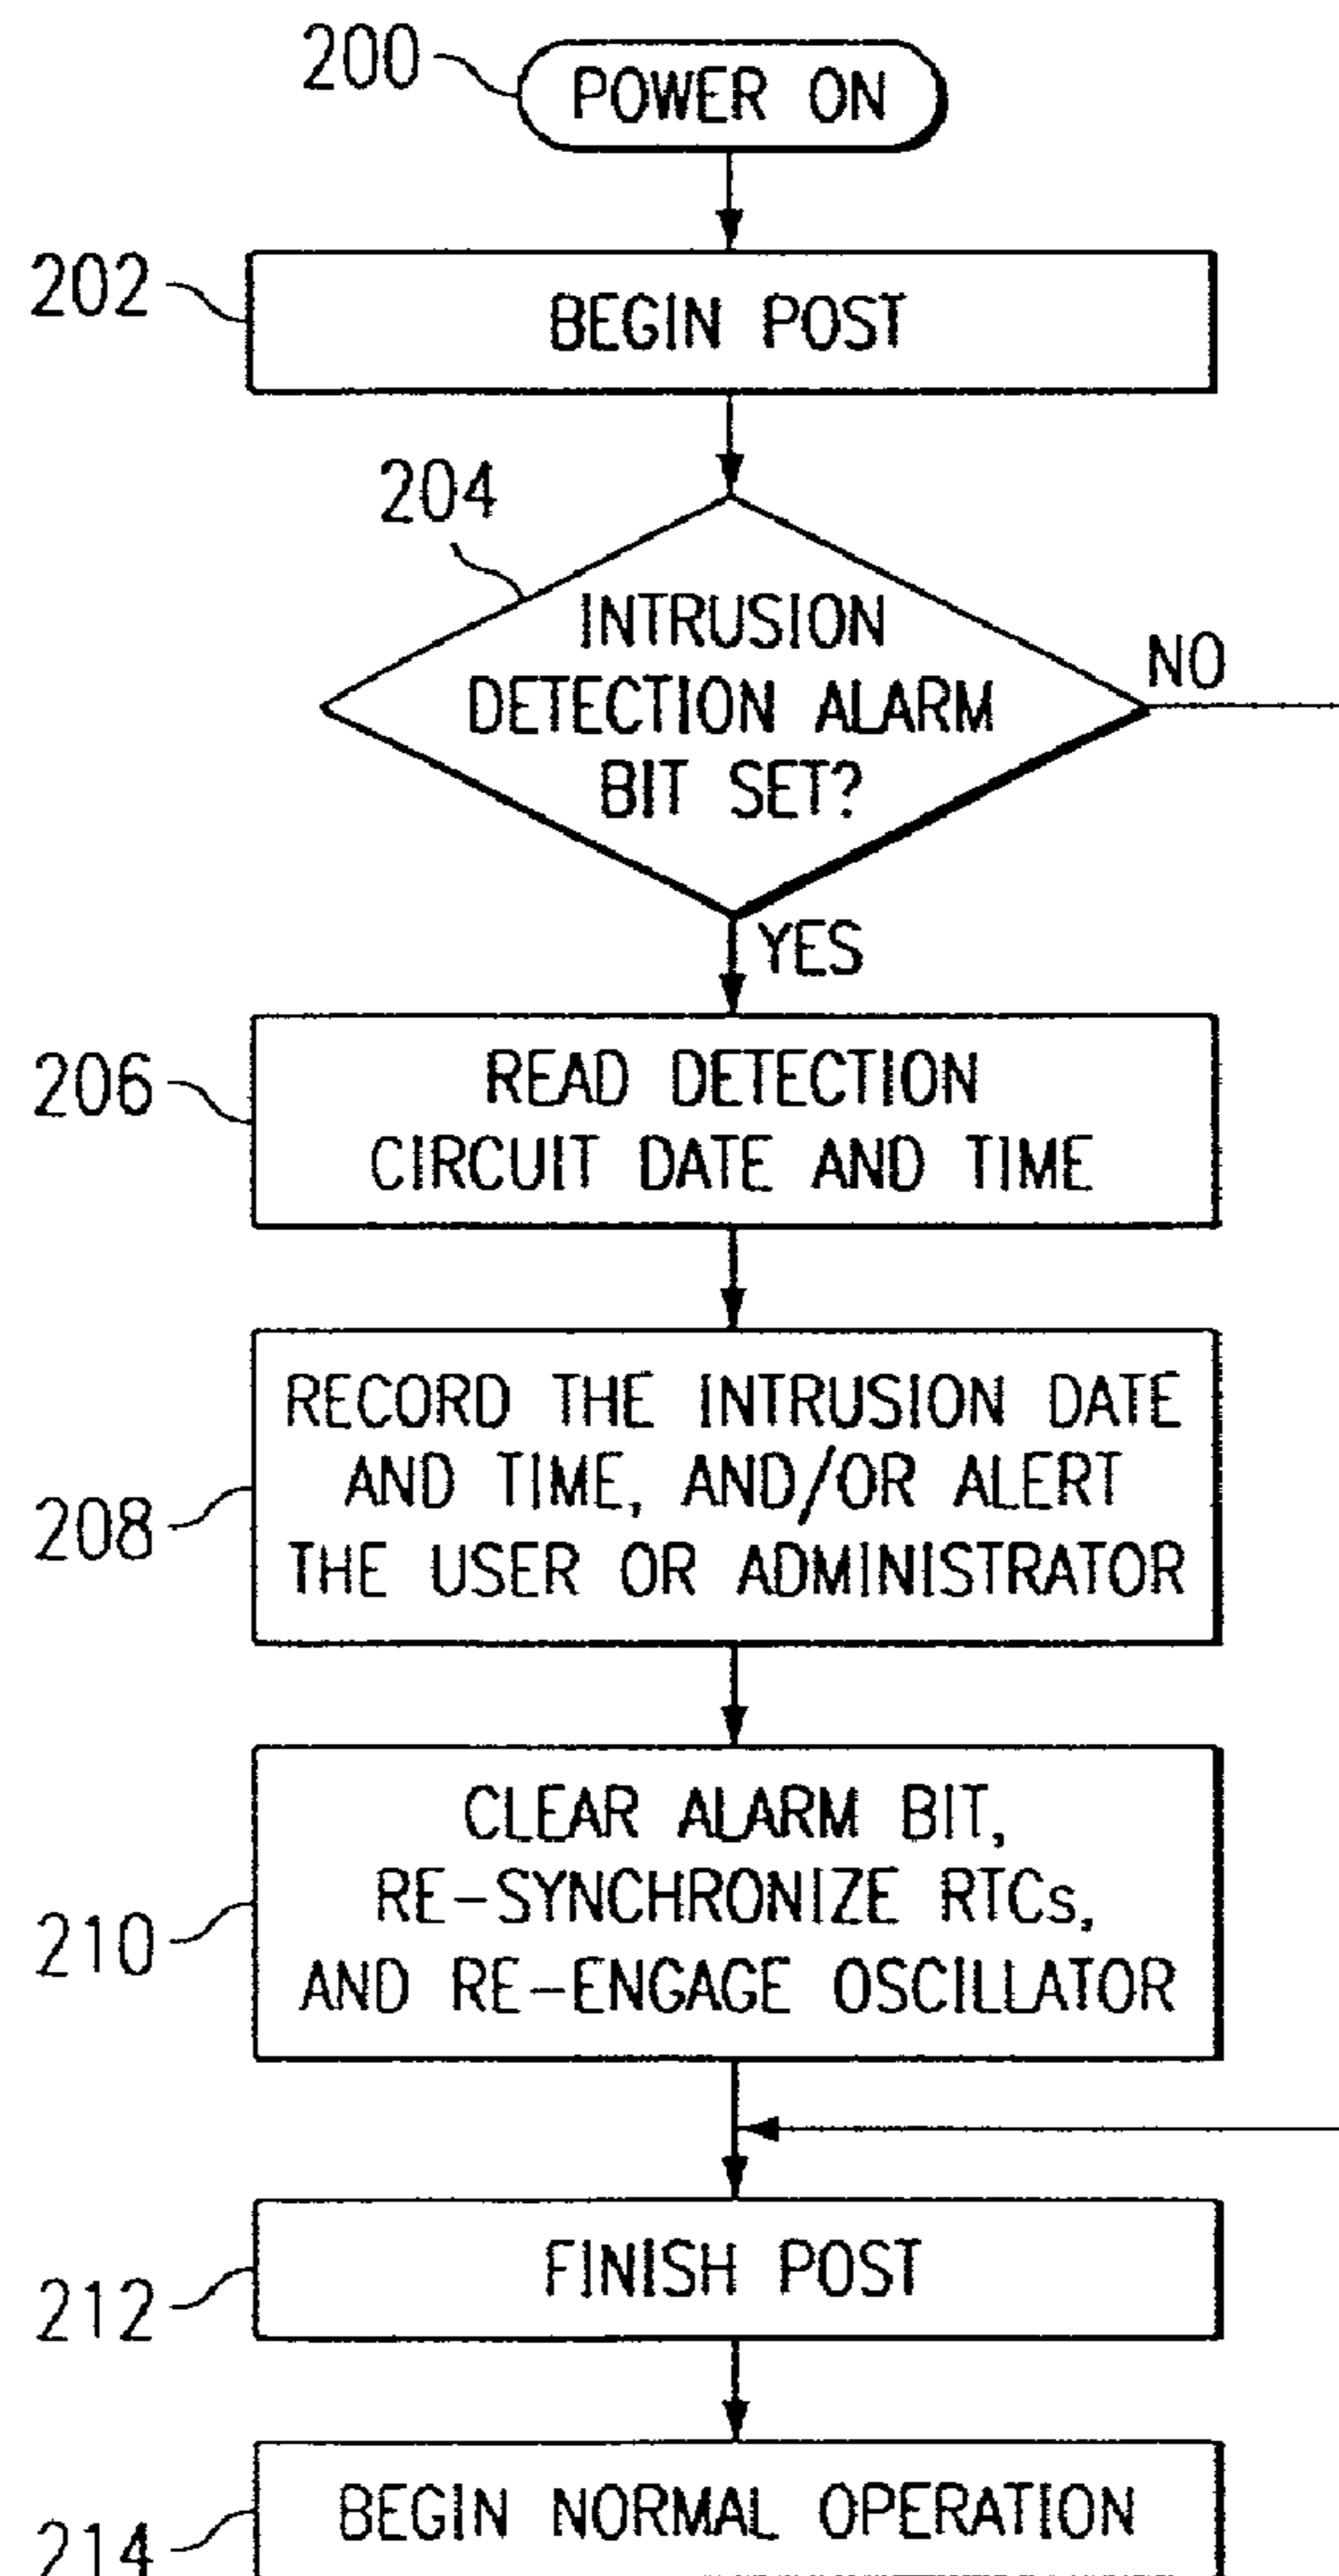 200
POWER ON
202
BEGIN POST
204
INTRUSION
DETECTION ALARM
BIT SET?
NO
YES
206
READ DETECTION
CIRCUIT DATE AND TIME
208
RECORD THE INTRUSION DATE
AND TIME, AND/OR ALERT
THE USER OR ADMINISTRATOR
210
CLEAR ALARM BIT,
RE-SYNCHRONIZE RTCs,
AND RE-ENGAGE OSCILLATOR
212
FINISH POST
214
BEGIN NORMAL OPERATION